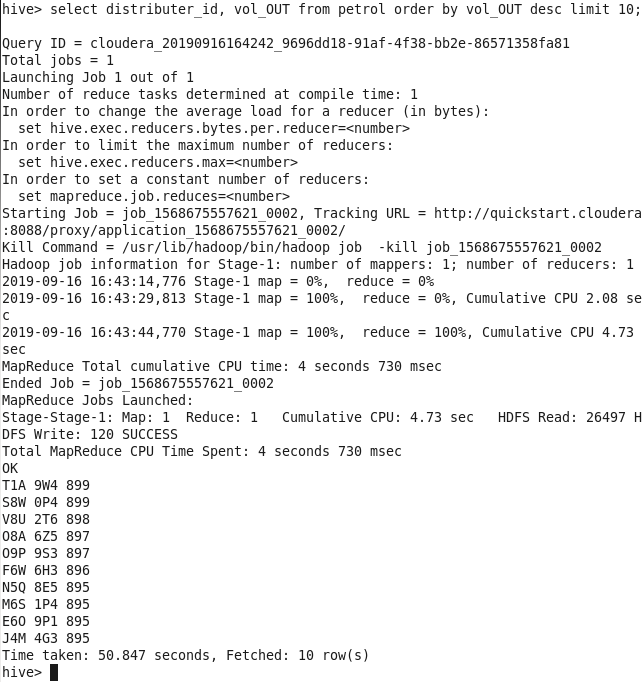 hive> select distributer_id, vol_OUT from petrol order by vol_OUT desc limit 10;
Query ID = cloudera_20190916164242_9696dd18-91af-4f38-bb2e-86571358fa81
Total jobs = 1
Launching Job 1 out of 1
Number of reduce tasks determined at compile time: 1
In order to change the average load for a reducer (in bytes):
  set hive.exec.reducers.bytes.per.reducer=<number>
In order to limit the maximum number of reducers:
  set hive.exec.reducers.max=<number>
In order to set a constant number of reducers:
  set mapreduce.job.reduces=<number>
Starting Job = job_1568675557621_0002, Tracking URL = http://quickstart.cloudera
:8088/proxy/application_1568675557621_0002/
Kill Command = /usr/lib/hadoop/bin/hadoop job  -kill job_1568675557621_0002
Hadoop job information for Stage-1: number of mappers: 1; number of reducers: 1
2019-09-16 16:43:14,776 Stage-1 map = 0%,  reduce = 0%
2019-09-16 16:43:29,813 Stage-1 map = 100%,  reduce = 0%, Cumulative CPU 2.08 se
c
2019-09-16 16:43:44,770 Stage-1 map = 100%,  reduce = 100%, Cumulative CPU 4.73
sec
MapReduce Total cumulative CPU time: 4 seconds 730 msec
Ended Job = job_1568675557621_0002
MapReduce Jobs Launched:
Stage-Stage-1: Map: 1  Reduce: 1   Cumulative CPU: 4.73 sec   HDFS Read: 26497 H
DFS Write: 120 SUCCESS
Total MapReduce CPU Time Spent: 4 seconds 730 msec
OK
T1A 9W4 899
S8W 0P4 899
V8U 2T6 898
O8A 6Z5 897
O9P 9S3 897
F6W 6H3 896
N5Q 8E5 895
M6S 1P4 895
E6O 9P1 895
J4M 4G3 895
Time taken: 50.847 seconds, Fetched: 10 row(s)
hive>